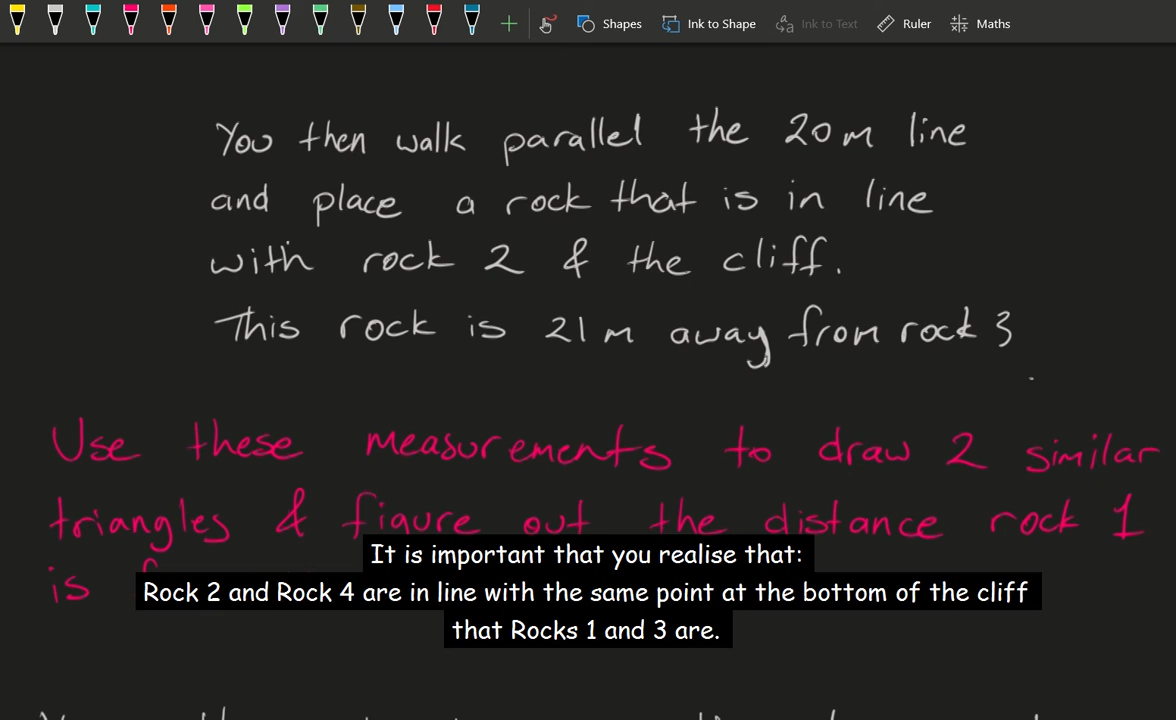 Shapes Ink to Shape Ink to Text Ruler Maths
You then walk parallel the 20m line
and place a rock that is in line
with rock 2 & the cliff.
This rock is 21m away from rock 3
Use these measurements to draw 2 similar
triangles & figure out the distance rock 1
is
It is important that you realise that:
Rock 2 and Rock 4 are in line with the same point at the bottom of the cliff
that Rocks 1 and 3 are.